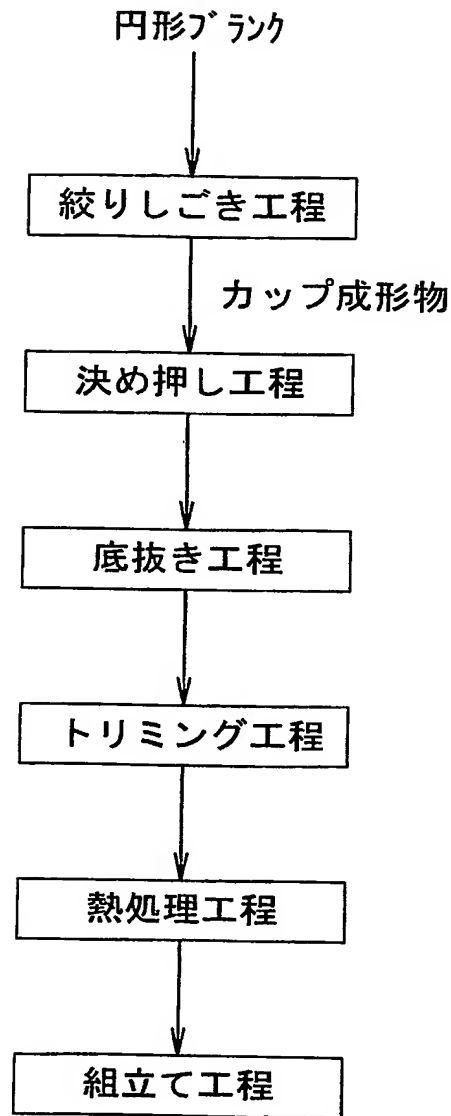 円形ブランク
絞りしごき工程
カップ成形物
決め押し工程
底抜き工程
トリミング工程
熱処理工程
組立て工程